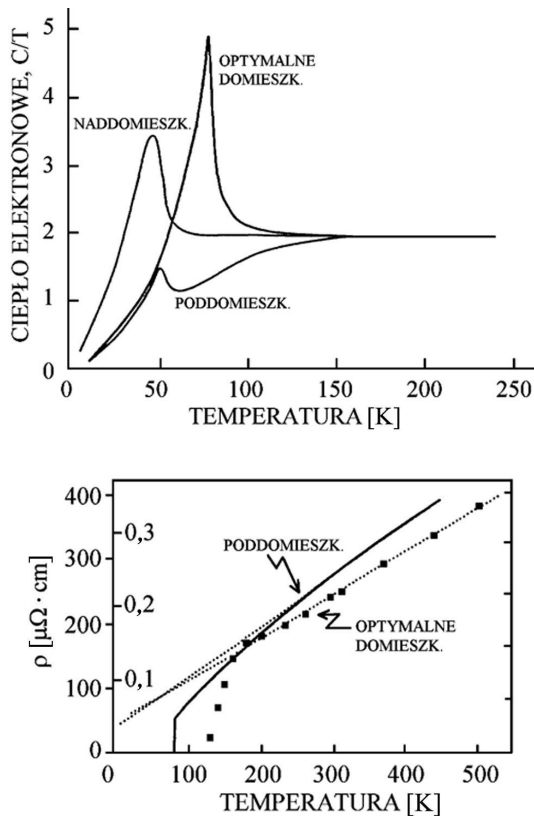 5
4
3
2
1
0
CIEPŁO ELEKTRONOWE, C/T
OPTYMALNE
DOMIESZK.
NADDOMIESZK.
PODDOMIESZK.
0 50 100 150 200 250
TEMPERATURA [K]
400
300
200
100
0
ρ [μΩ · cm]
0,3
0,2
0,1
PODDOMIESZK.
OPTYMALNE
DOMIESZK.
0 100 200 300 400 500
TEMPERATURA [K]